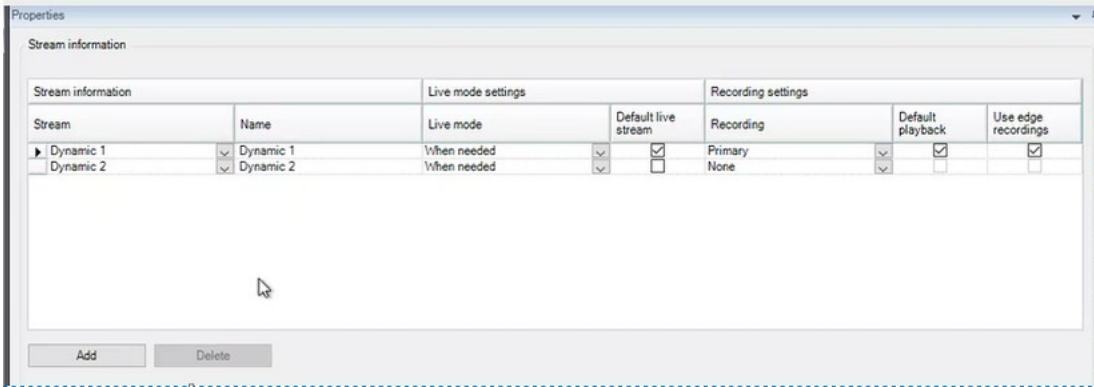 Properties
Stream information
Stream information Live mode settings Recording settings
Stream Name Live mode Default live stream Recording Default playback Use edge recordings
Dynamic 1 Dynamic 1 When needed Primary
Dynamic 2 Dynamic 2 When needed None
Add Delete